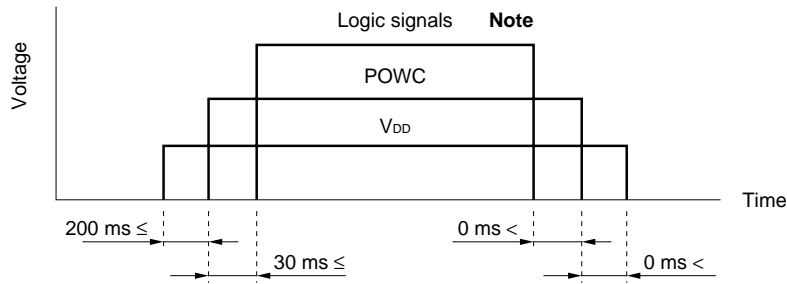 Logic signals Note
POWC
VDD
Voltage
Time
200 ms ≤
0 ms <
30 ms ≤
0 ms <